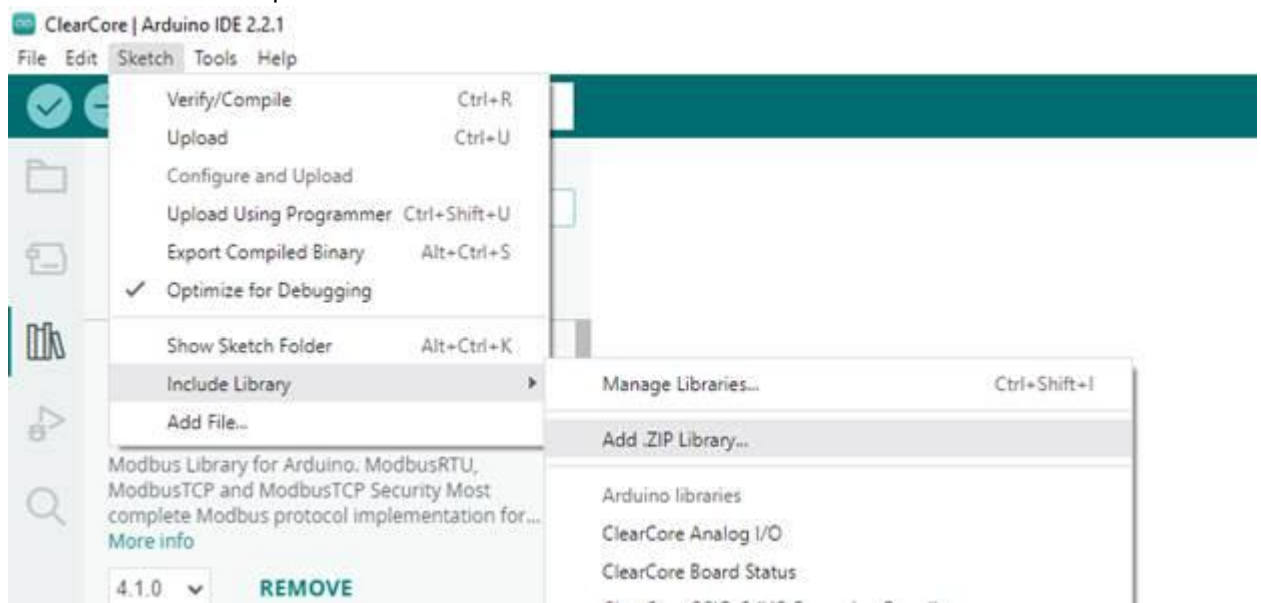 ClearCore | Arduino IDE 2.2.1
File Edit Sketch Tools Help
Verify/Compile Ctrl+R
Upload Ctrl+U
Configure and Upload
Upload Using Programmer Ctrl+Shift+U
Export Compiled Binary Alt+Ctrl+S
Optimize for Debugging
Show Sketch Folder Alt+Ctrl+K
Include Library
Add File...
Manage Libraries... Ctrl+Shift+I
Add .ZIP Library...
Arduino libraries
ClearCore Analog I/O
ClearCore Board Status
Modbus Library for Arduino. ModbusRTU,
ModbusTCP and ModbusTCP Security Most
complete Modbus protocol implementation for...
More info
4.1.0 REMOVE